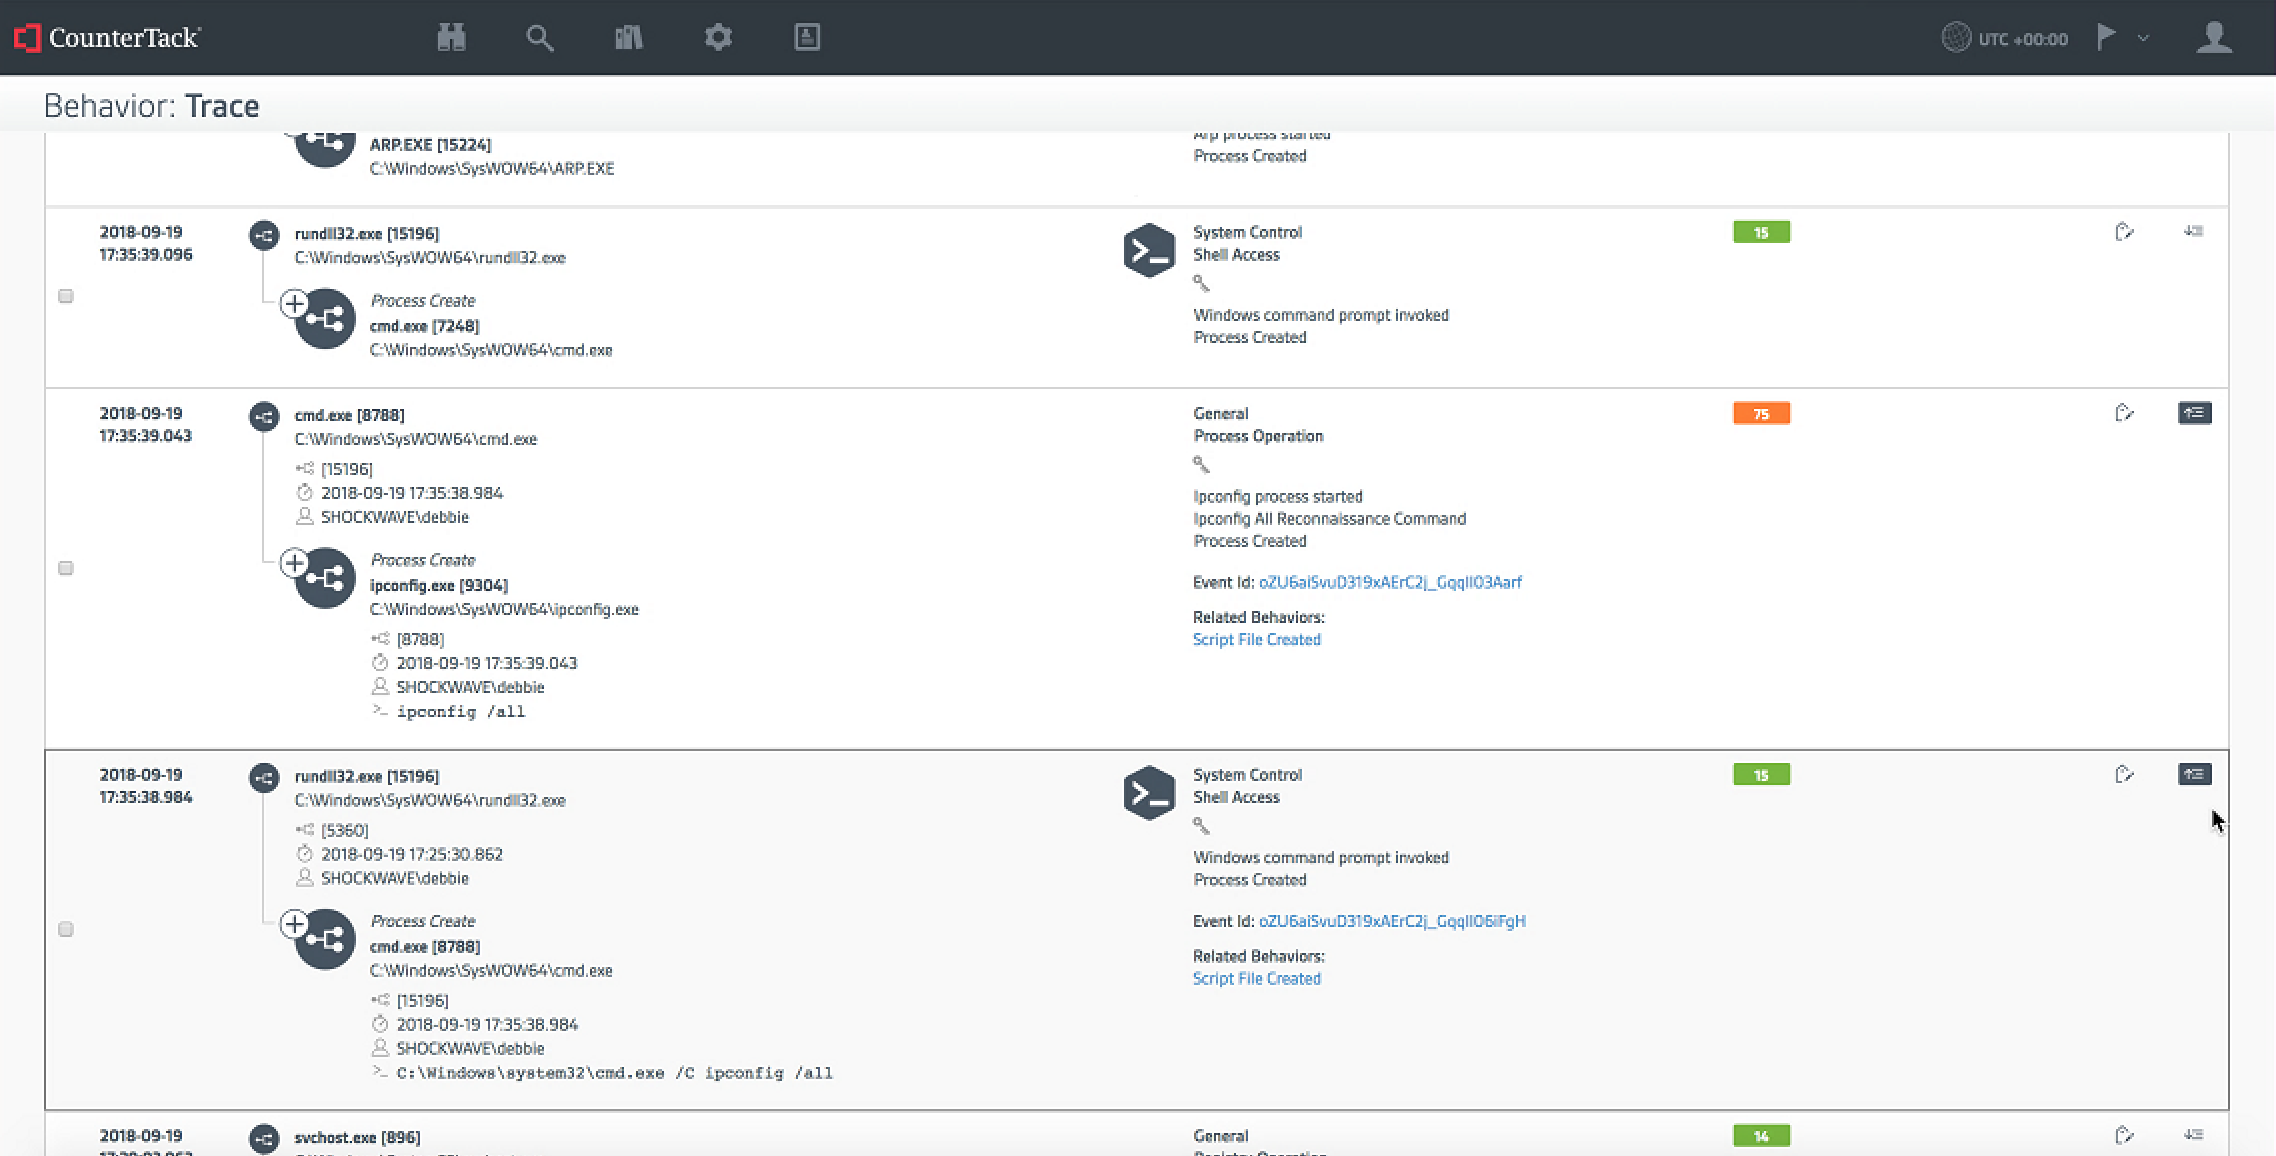 CounterTack
UTC +00:00
Behavior: Trace
ARP.EXE [15224]
C:\Windows\SysWOW64\ARP.EXE
Arp process started
Process Created
2018-09-19
17:35:39.096
rundll32.exe [15196]
C:\Windows\SysWOW64\rundll32.exe
Process Create
cmd.exe [7248]
C:\Windows\SysWOW64\cmd.exe
System Control
Shell Access
Windows command prompt invoked
Process Created
15
2018-09-19
17:35:39.043
cmd.exe [8788]
C:\Windows\SysWOW64\cmd.exe
[15196]
2018-09-19 17:35:38.984
SHOCKWAVE\debbie
Process Create
ipconfig.exe [9304]
C:\Windows\SysWOW64\ipconfig.exe
[8788]
2018-09-19 17:35:39.043
SHOCKWAVE\debbie
ipconfig /all
General
Process Operation
Ipconfig process started
Ipconfig All Reconnaissance Command
Process Created
Event Id: oZU6aiSvuD319xAErC2j_GqqII03Aarf
Related Behaviors:
Script File Created
75
2018-09-19
17:35:38.984
rundll32.exe [15196]
C:\Windows\SysWOW64\rundll32.exe
[5360]
2018-09-19 17:25:30.862
SHOCKWAVE\debbie
Process Create
cmd.exe [8788]
C:\Windows\SysWOW64\cmd.exe
[15196]
2018-09-19 17:35:38.984
SHOCKWAVE\debbie
C:\Windows\system32\cmd.exe /C ipconfig /all
System Control
Shell Access
Windows command prompt invoked
Process Created
Event Id: oZU6aiSvuD319xAErC2j_GqqII06iFgH
Related Behaviors:
Script File Created
15
2018-09-19
svchost.exe [896]
General
Registry Operation
14